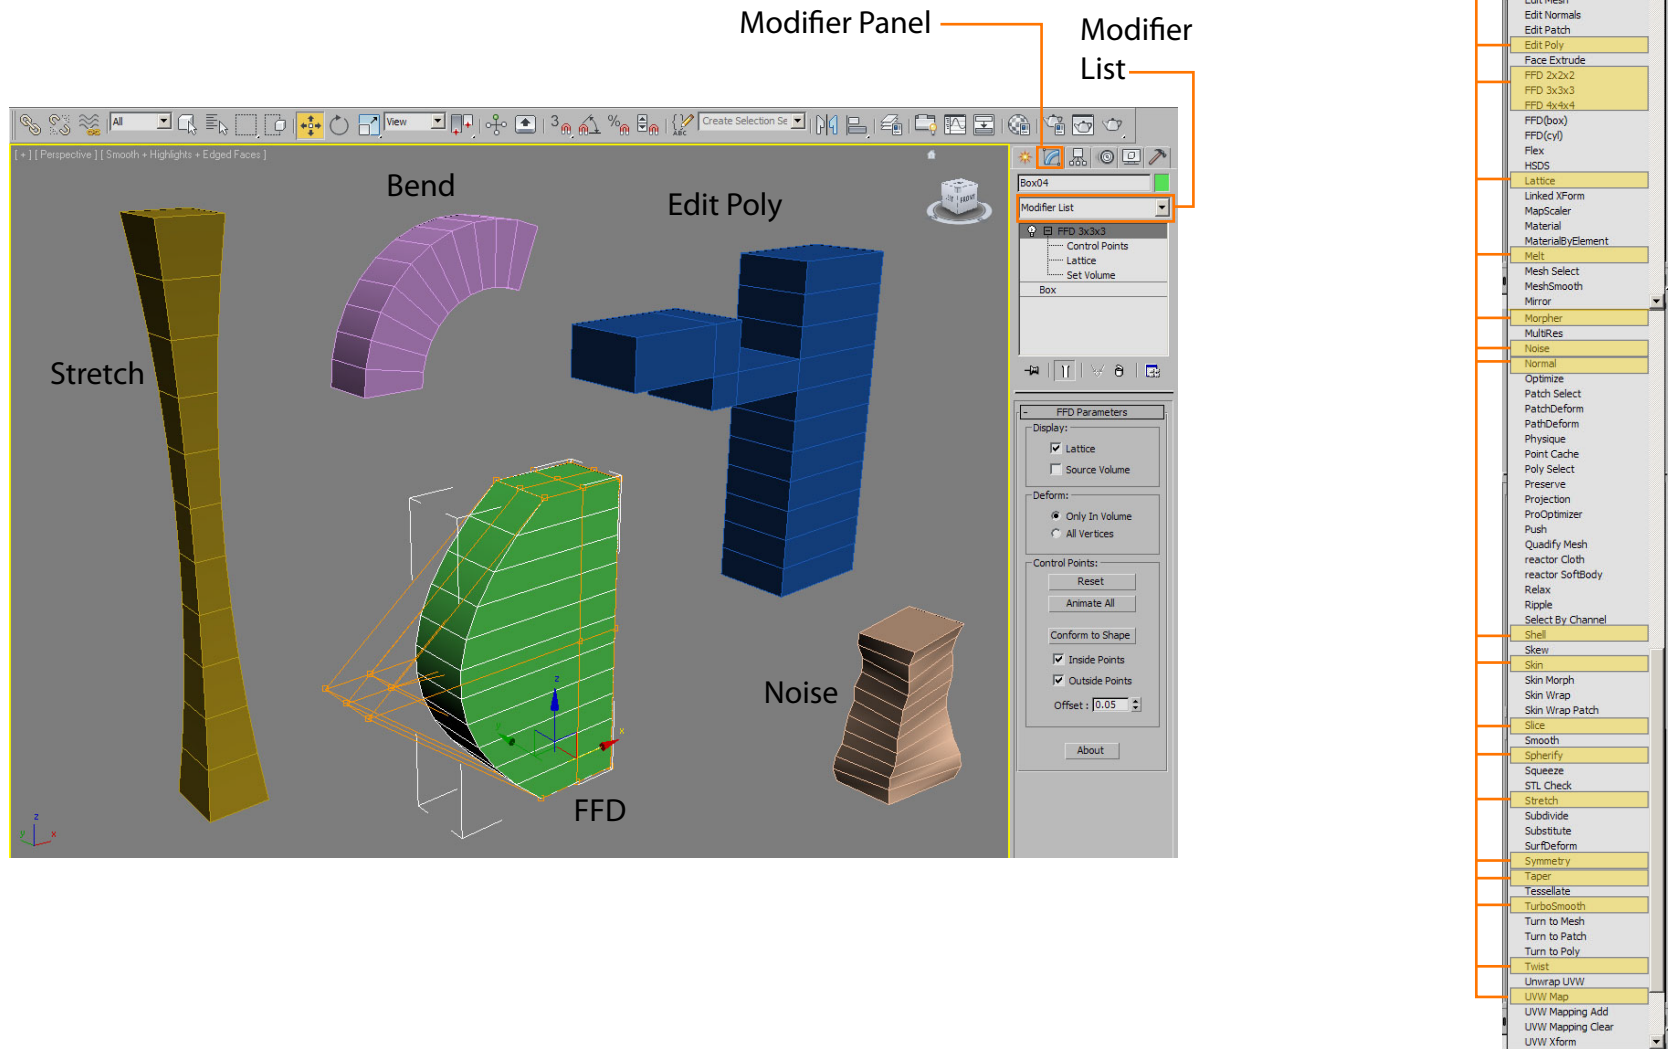 Modifier Panel
Modifier
List
All
View
3
%
ABC
Create Selection Se
[ + ] [ Perspective ] [ Smooth + Highlights + Edged Faces ]
Bend
Edit Poly
Stretch
Noise
FFD
FRONT
z
x
y
z
x
Box04
Modifier List
FFD 3x3x3
Control Points
Lattice
Set Volume
Box
FFD Parameters
Display:
Lattice
Source Volume
Deform:
Only In Volume
All Vertices
Control Points:
Reset
Animate All
Conform to Shape
Inside Points
Outside Points
Offset : 0.05
About
Edit Mesh
Edit Normals
Edit Patch
Edit Poly
Face Extrude
FFD 2x2x2
FFD 3x3x3
FFD 4x4x4
FFD(box)
FFD(cyl)
Flex
HSDS
Lattice
Linked XForm
MapScaler
Material
MaterialByElement
Melt
Mesh Select
MeshSmooth
Mirror
Morpher
MultiRes
Noise
Normal
Optimize
Patch Select
PatchDeform
PathDeform
Physique
Point Cache
Poly Select
Preserve
Projection
ProOptimizer
Push
Quadify Mesh
reactor Cloth
reactor SoftBody
Relax
Ripple
Select By Channel
Shell
Skew
Skin
Skin Morph
Skin Wrap
Skin Wrap Patch
Slice
Smooth
Spherify
Squeeze
STL Check
Stretch
Subdivide
Substitute
SurfDeform
Symmetry
Taper
Tessellate
TurboSmooth
Turn to Mesh
Turn to Patch
Turn to Poly
Twist
Unwrap UVW
UVW Map
UVW Mapping Add
UVW Mapping Clear
UVW Xform